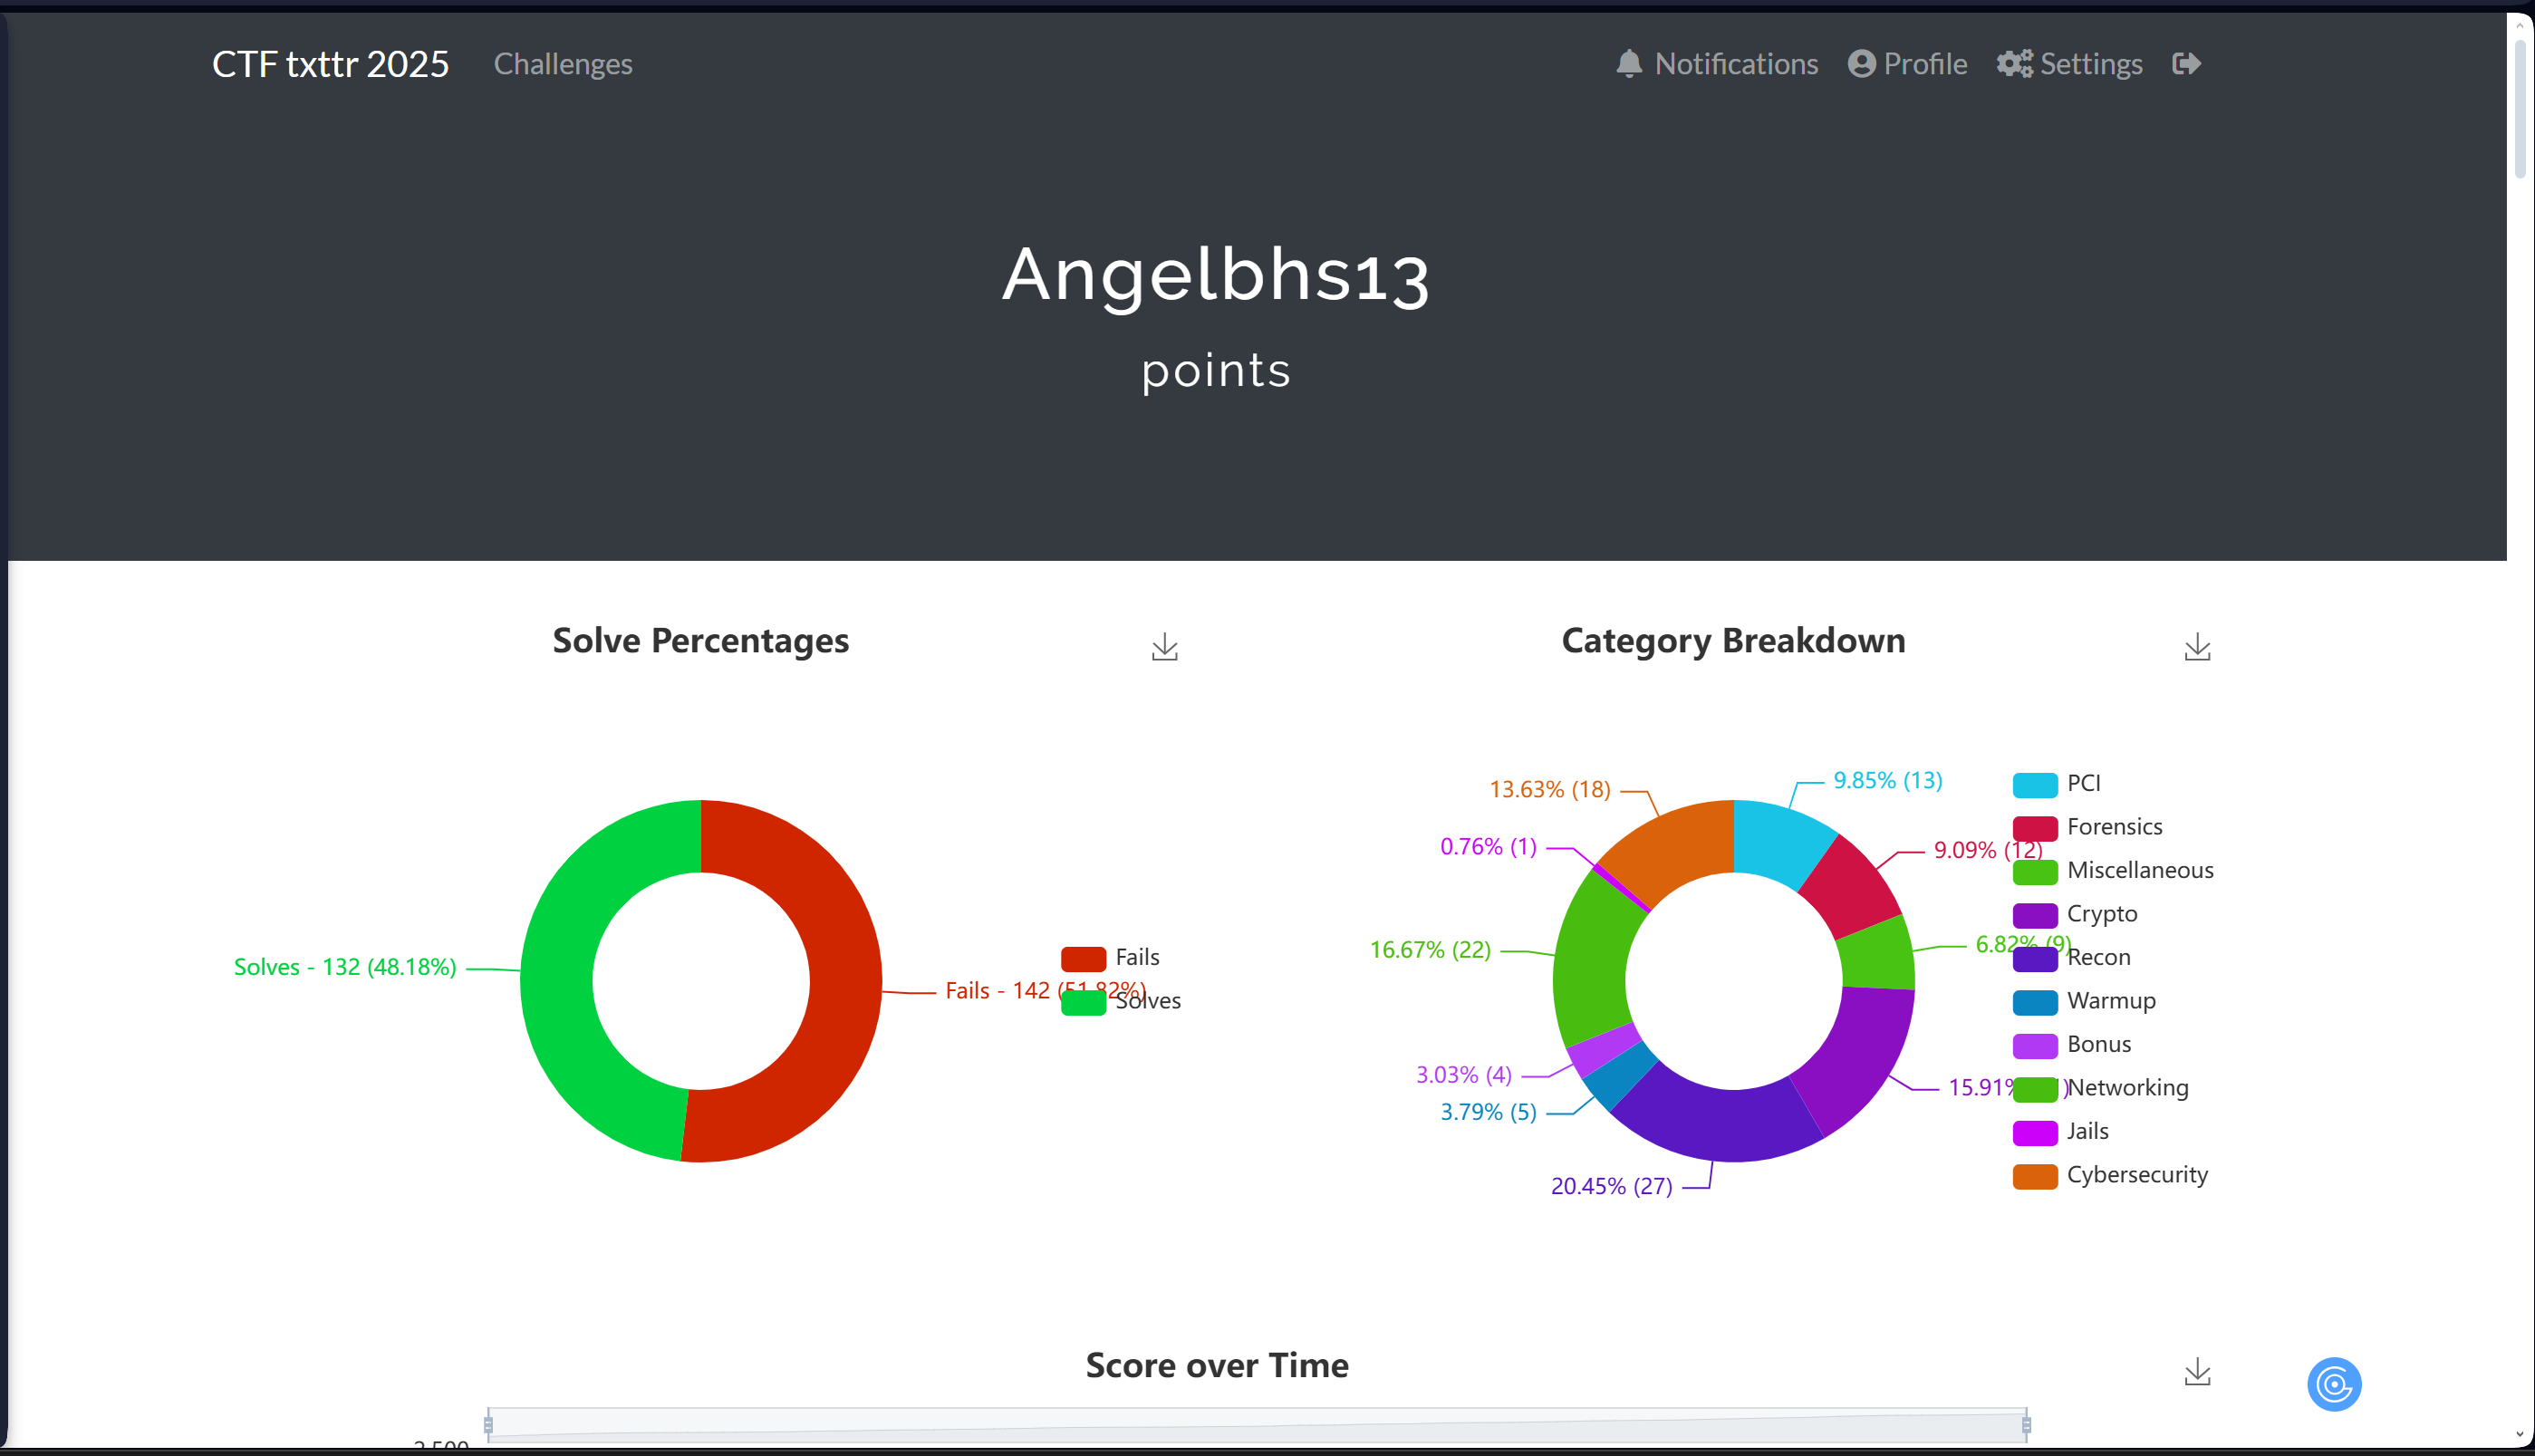 CTF txttr 2025 Challenges Notifications Profile Settings
Angelbhs13
points
Solve Percentages
Solves - 132 (48.18%)
Fails - 142 (51.82%)
Fails
Solves
Category Breakdown
13.63% (18)
9.85% (13)
0.76% (1)
9.09% (12)
16.67% (22)
6.82% (9)
3.03% (4)
15.91%
3.79% (5)
20.45% (27)
PCI
Forensics
Miscellaneous
Crypto
Recon
Warmup
Bonus
Networking
Jails
Cybersecurity
Score over Time